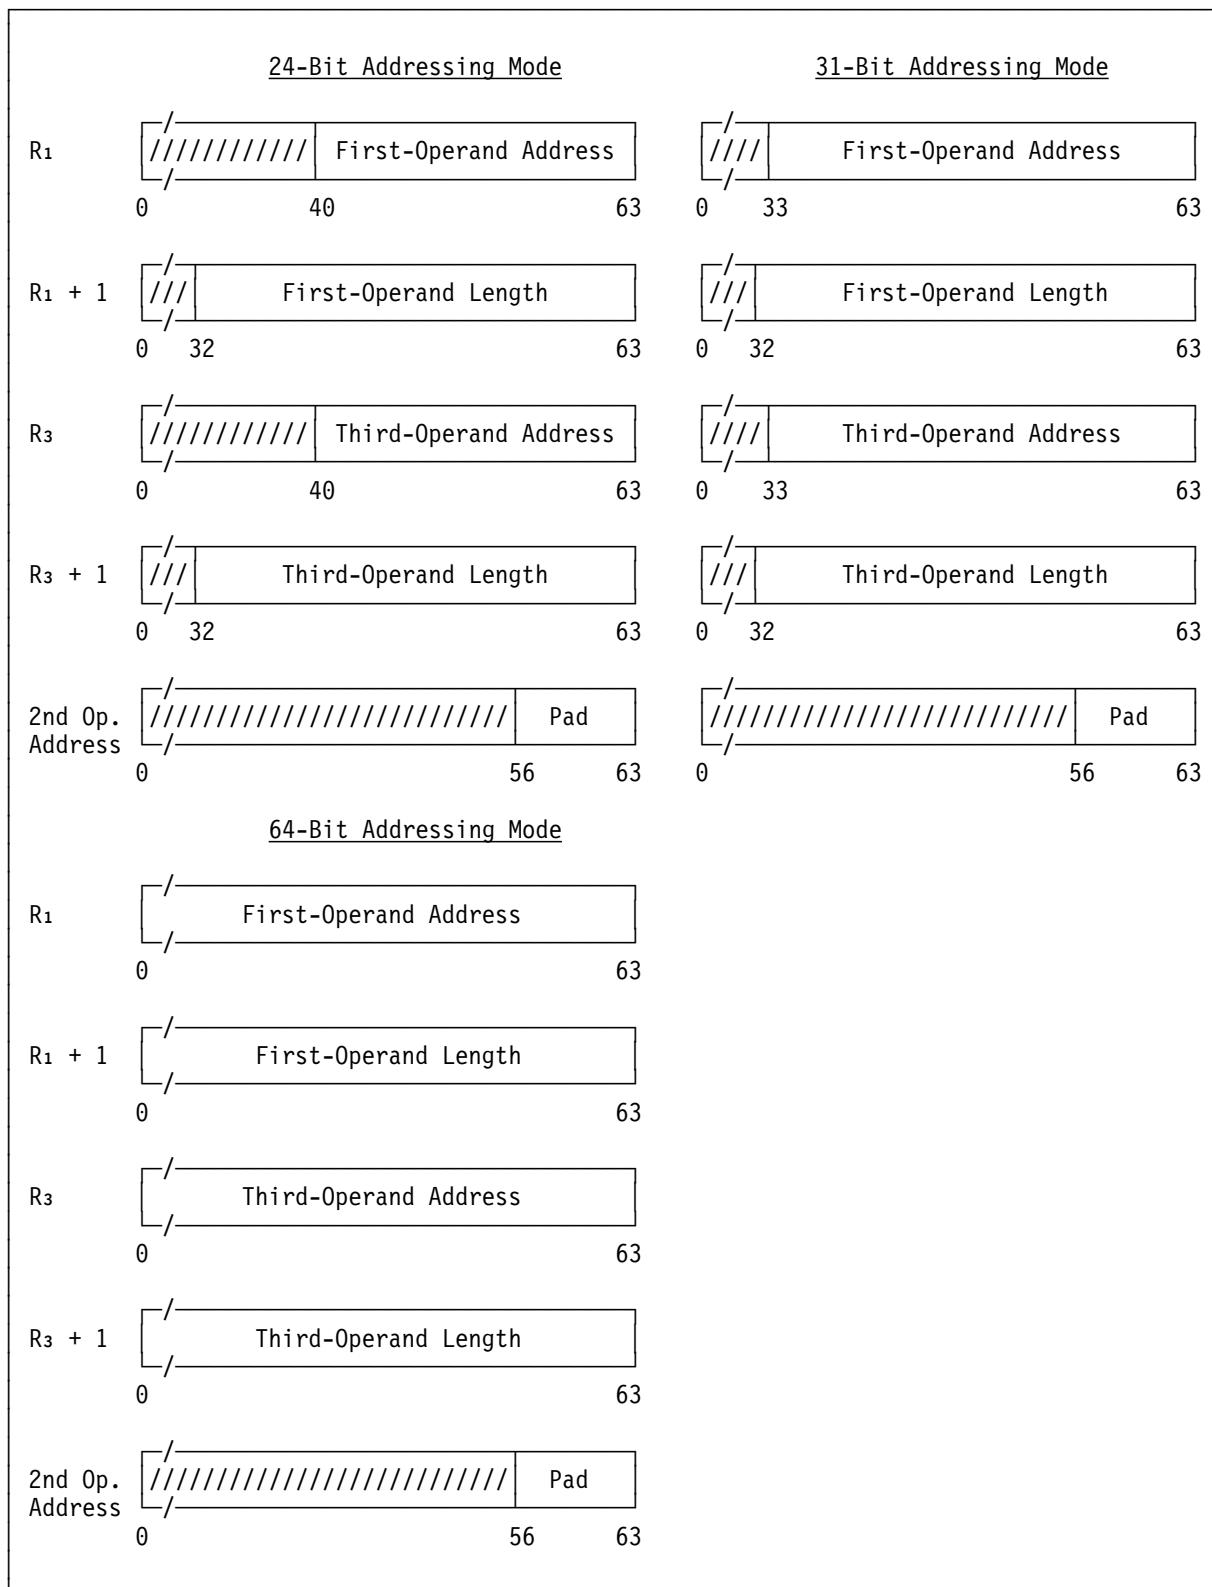 24-Bit Addressing Mode 31-Bit Addressing Mode
R₁ //////////// First-Operand Address //// First-Operand Address
0 40 63 0 33 63
R₁ + 1 /// First-Operand Length /// First-Operand Length
0 32 63 0 32 63
R₃ //////////// Third-Operand Address //// Third-Operand Address
0 40 63 0 33 63
R₃ + 1 /// Third-Operand Length /// Third-Operand Length
0 32 63 0 32 63
2nd Op. /////////////////////////// Pad /////////////////////////// Pad
Address
0 56 63 0 56 63
64-Bit Addressing Mode
R₁ First-Operand Address
0 63
R₁ + 1 First-Operand Length
0 63
R₃ Third-Operand Address
0 63
R₃ + 1 Third-Operand Length
0 63
2nd Op. /////////////////////////// Pad
Address
0 56 63